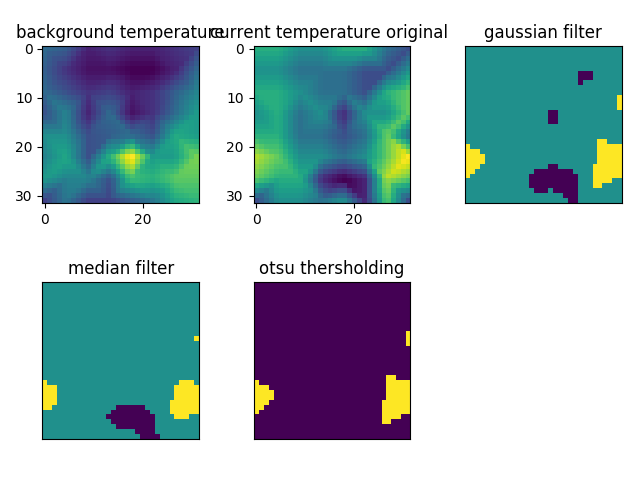 background temperature
current temperature original
gaussian filter
0
10
20
30
0
20
0
10
20
30
0
20
median filter
otsu thersholding